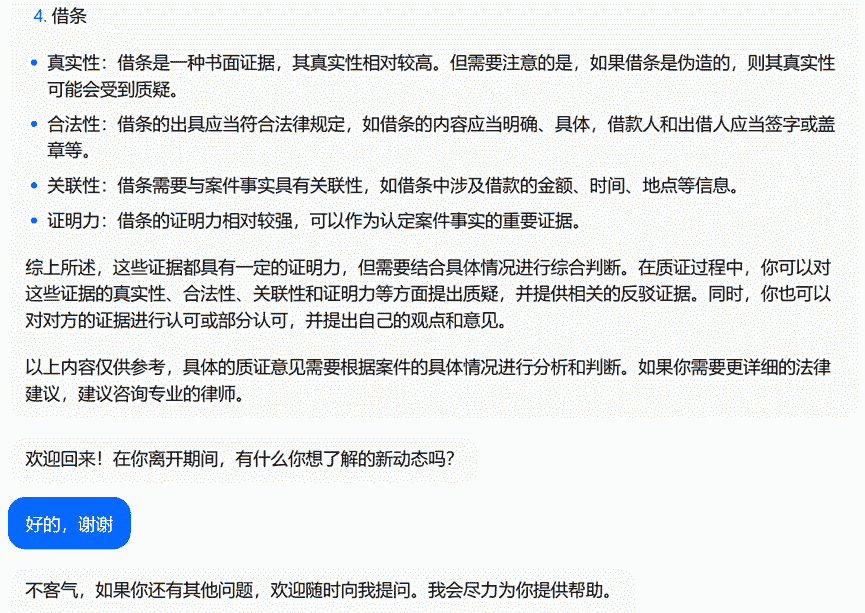 4. 借条
真实性：借条是一种书面证据，其真实性相对较高。但需要注意的是，如果借条是伪造的，则其真实性
可能会受到质疑。
合法性：借条的出具应当符合法律规定，如借条的内容应当明确、具体，借款人和出借人应当签字或盖
章等。
关联性：借条需要与案件事实具有关联性，如借条中涉及借款的金额、时间、地点等信息。
证明力：借条的证明力相对较强，可以作为认定案件事实的重要证据。
综上所述，这些证据都具有一定的证明力，但需要结合具体情况进行综合判断。在质证过程中，你可以对
这些证据的真实性、合法性、关联性和证明力等方面提出质疑，并提供相关的反驳证据。同时，你也可以
对对方的证据进行认可或部分认可，并提出自己的观点和意见。
以上内容仅供参考，具体的质证意见需要根据案件的具体情况进行分析和判断。如果你需要更详细的法律
建议，建议咨询专业的律师。
欢迎回来！在你离开期间，有什么你想了解的新动态吗？
好的，谢谢
不客气，如果你还有其他问题，欢迎随时向我提问。我会尽力为你提供帮助。